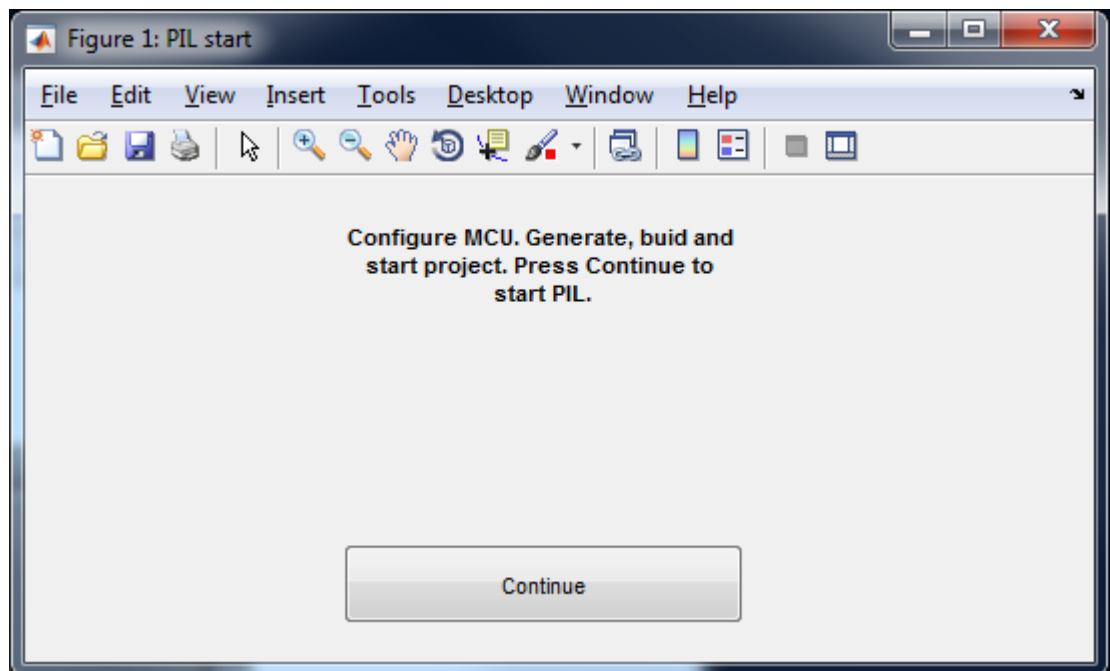 Figure 1: PIL start
File Edit View Insert Tools Desktop Window Help
Configure MCU. Generate, buid and
start project. Press Continue to
start PIL.
Continue